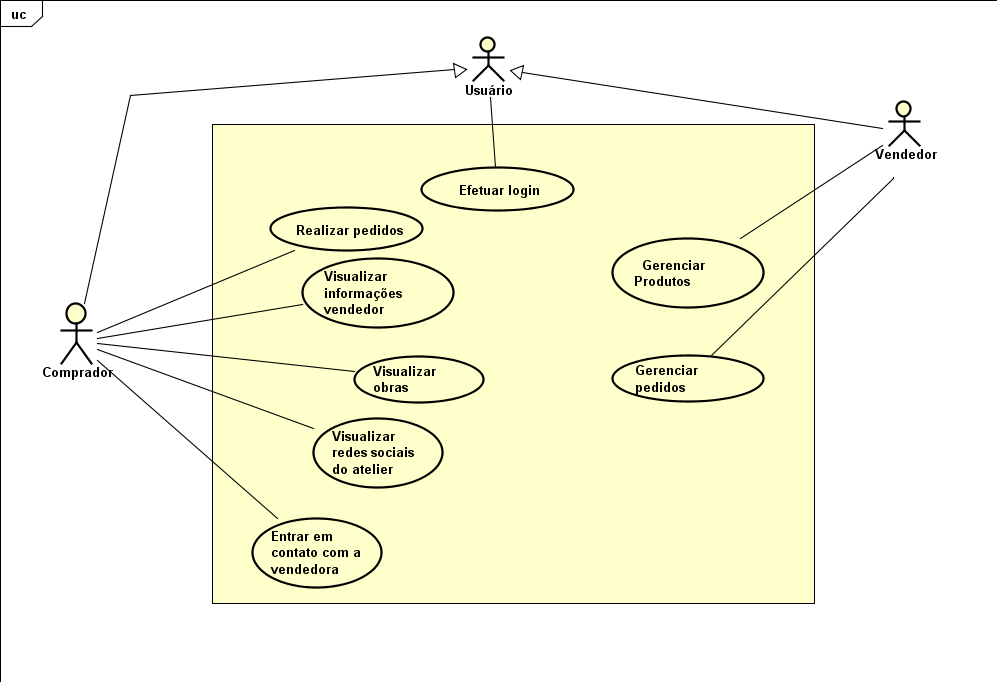 uc
Usuário
Vendedor
Efetuar login
Realizar pedidos
Visualizar
informações
vendedor
Gerenciar
Produtos
Comprador
Visualizar
obras
Gerenciar
pedidos
Visualizar
redes sociais
do atelier
Entrar em
contato com a
vendedora